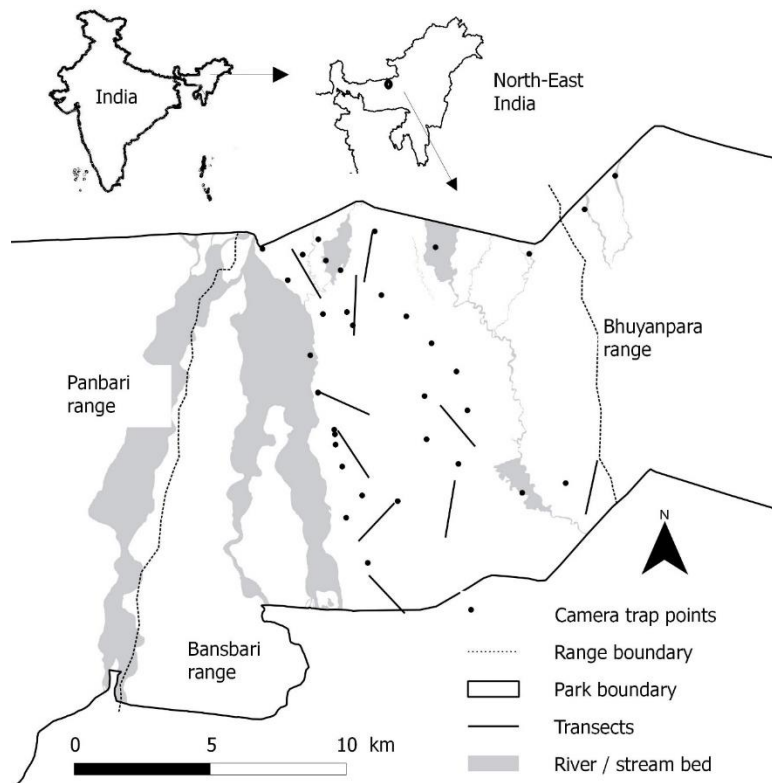 India
North-East
India
Panbari
range
Bhuyanpara
range
Bansbari
range
N
Camera trap points
Range boundary
Park boundary
Transects
River / stream bed
0 5 10 km